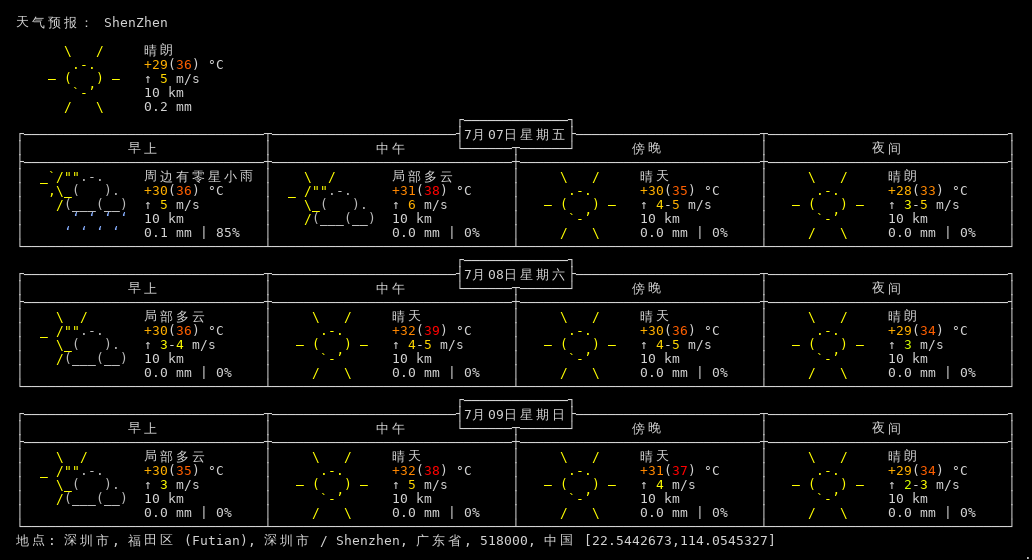 天气预报： ShenZhen
晴朗
+29(36) °C
↑ 5 m/s
10 km
0.2 mm
7月07日星期五
早上 中午 傍晚 夜间
周边有零星小雨 局部多云 晴天 晴朗
+30(36) °C +31(38) °C +30(35) °C +28(33) °C
↑ 5 m/s ↑ 6 m/s ↑ 4-5 m/s ↑ 3-5 m/s
10 km 10 km 10 km 10 km
0.1 mm | 85% 0.0 mm | 0% 0.0 mm | 0% 0.0 mm | 0%
7月08日星期六
早上 中午 傍晚 夜间
局部多云 晴天 晴天 晴朗
+30(36) °C +32(39) °C +30(36) °C +29(34) °C
↑ 3-4 m/s ↑ 4-5 m/s ↑ 4-5 m/s ↑ 3 m/s
10 km 10 km 10 km 10 km
0.0 mm | 0% 0.0 mm | 0% 0.0 mm | 0% 0.0 mm | 0%
7月09日星期日
早上 中午 傍晚 夜间
局部多云 晴天 晴天 晴朗
+30(35) °C +32(38) °C +31(37) °C +29(34) °C
↑ 3 m/s ↑ 5 m/s ↑ 4 m/s ↑ 2-3 m/s
10 km 10 km 10 km 10 km
0.0 mm | 0% 0.0 mm | 0% 0.0 mm | 0% 0.0 mm | 0%
地点: 深圳市, 福田区 (Futian), 深圳市 / Shenzhen, 广东省, 518000, 中国 [22.5442673,114.0545327]